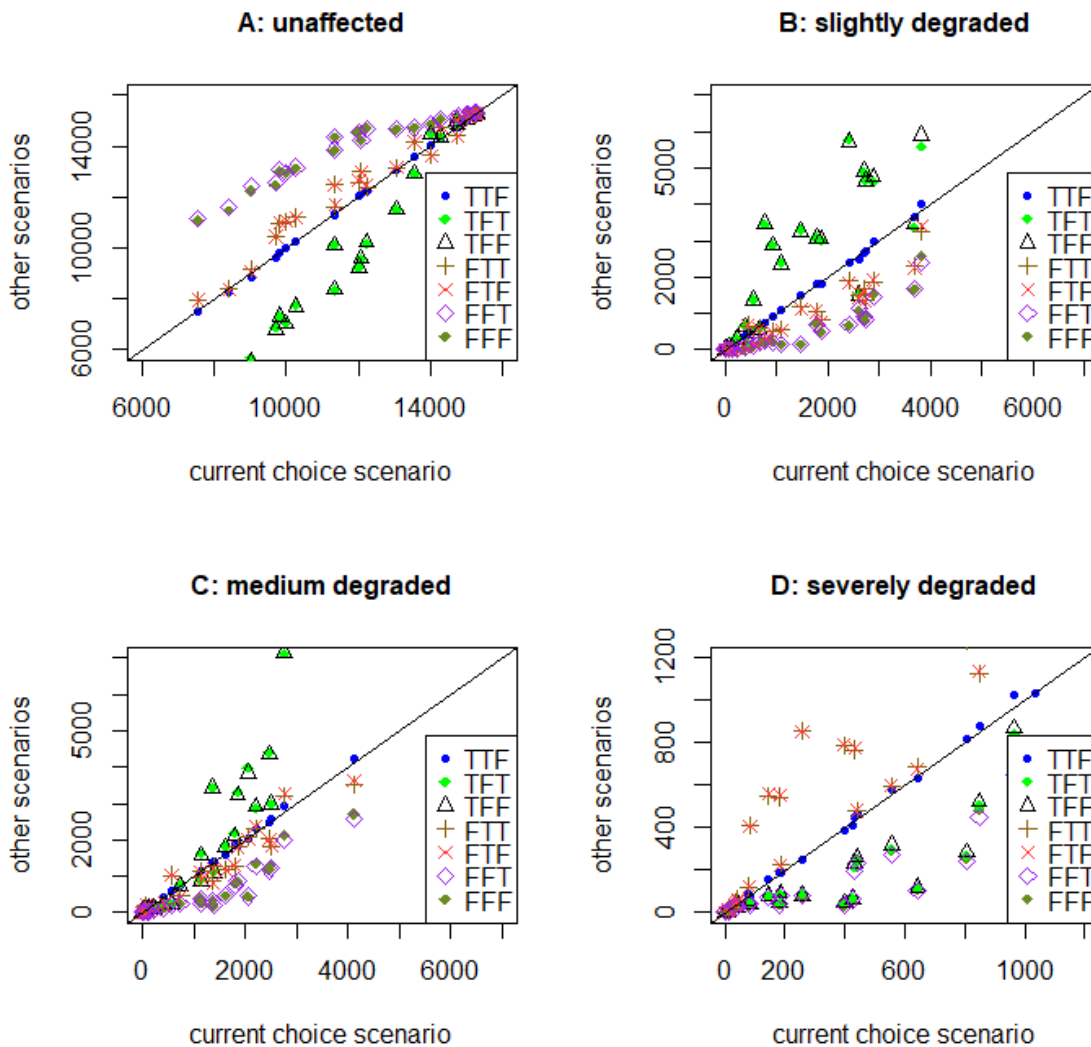 A: unaffected
other scenarios
14000
10000
6000
TTF
TFT
TFF
FTT
FTF
FFT
FFF
6000 10000 14000
current choice scenario
B: slightly degraded
other scenarios
5000
2000
0
TTF
TFT
TFF
FTT
FTF
FFT
FFF
0 2000 4000 6000
current choice scenario
C: medium degraded
other scenarios
5000
2000
0
TTF
TFT
TFF
FTT
FTF
FFT
FFF
0 2000 4000 6000
current choice scenario
D: severely degraded
other scenarios
1200
800
400
0
TTF
TFT
TFF
FTT
FTF
FFT
FFF
0 200 600 1000
current choice scenario